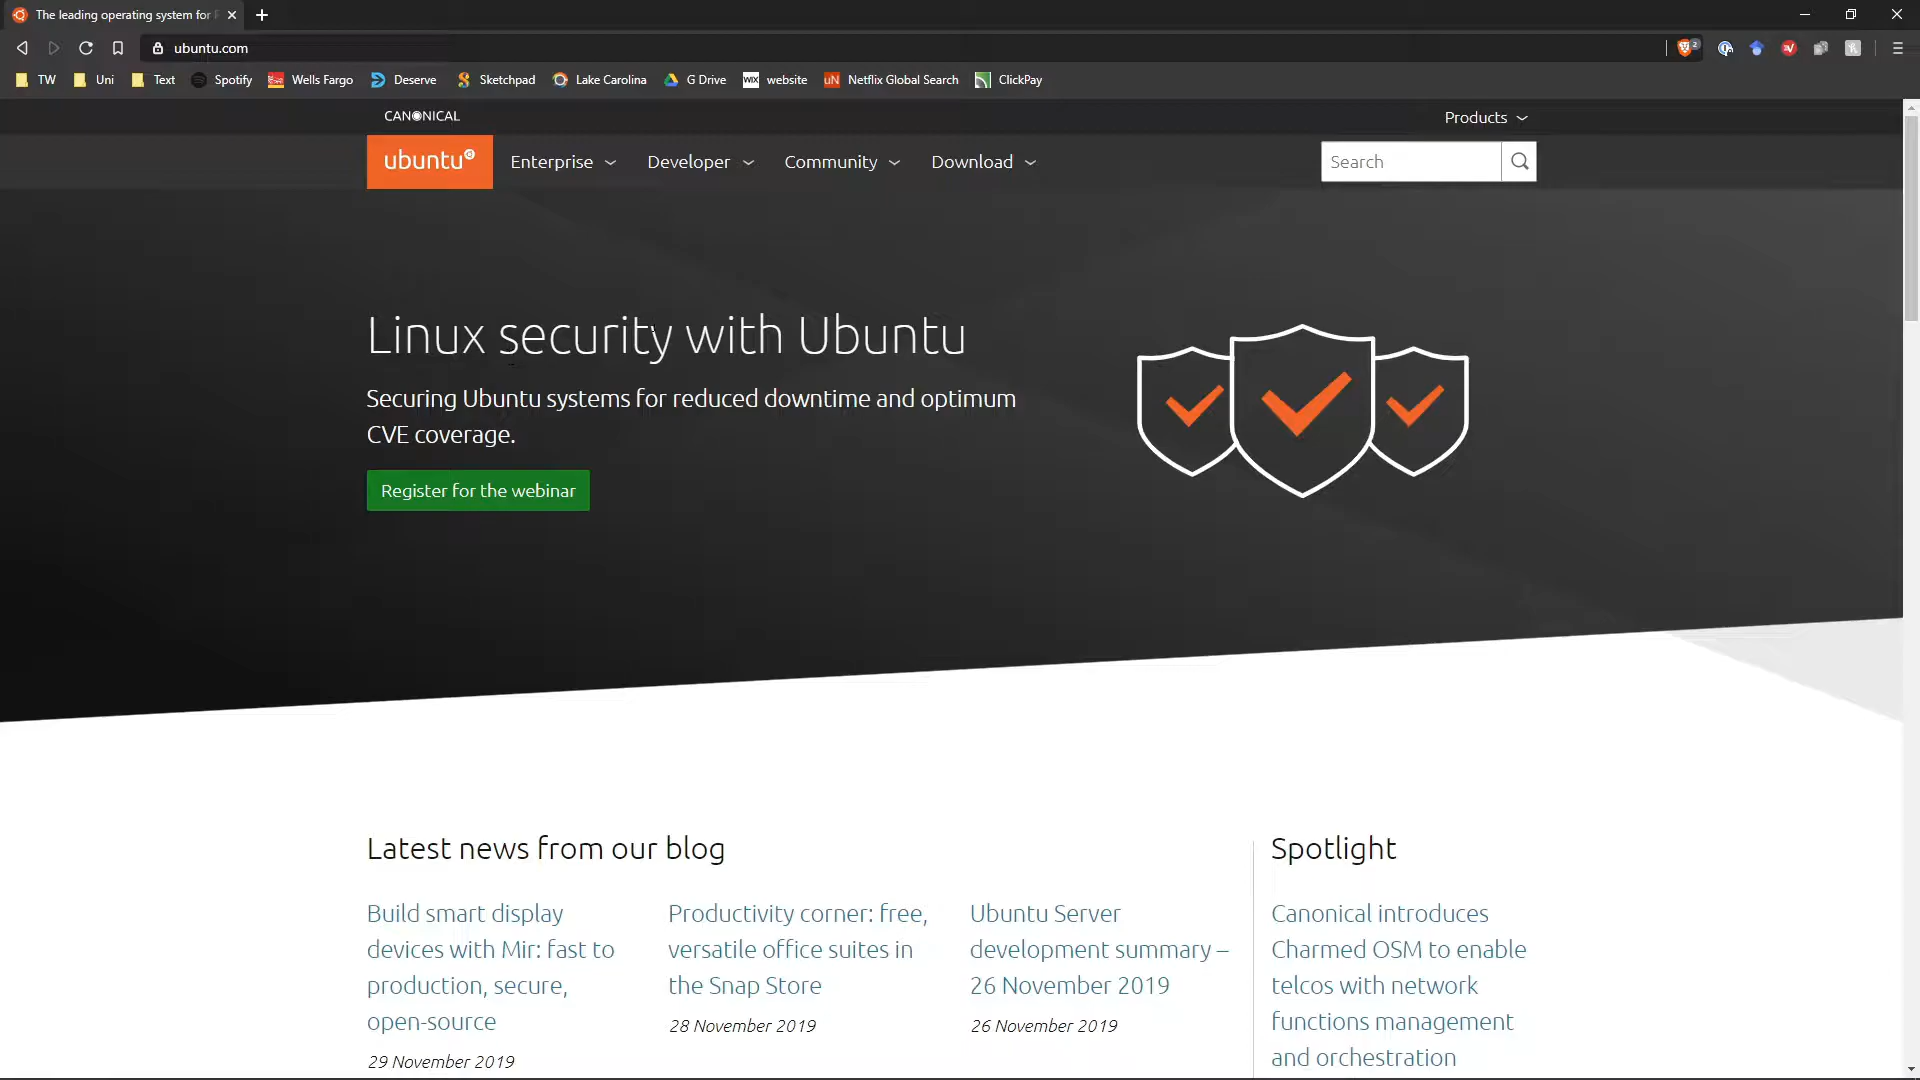 The leading operating system for
ubuntu.com
TW
Uni
Text
Spotify
Wells Fargo
Deserve
Sketchpad
Lake Carolina
G Drive
WIX
website
uN
Netflix Global Search
ClickPay
CANONICAL
Products
ubuntu
Enterprise
Developer
Community
Download
Search
Linux security with Ubuntu
Securing Ubuntu systems for reduced downtime and optimum
CVE coverage.
Register for the webinar
Latest news from our blog
Build smart display
devices with Mir: fast to
production, secure,
open-source
29 November 2019
Productivity corner: free,
versatile office suites in
the Snap Store
28 November 2019
Ubuntu Server
development summary –
26 November 2019
26 November 2019
Spotlight
Canonical introduces
Charmed OSM to enable
telcos with network
functions management
and orchestration